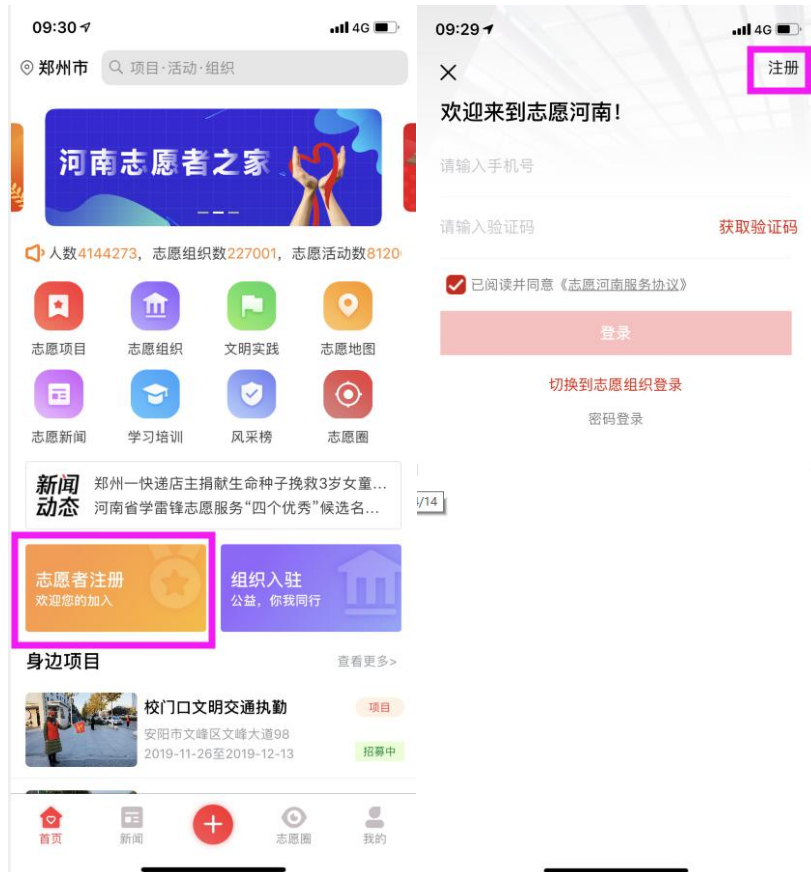 09:30
4G
郑州市
项目·活动·组织
河南志愿者之家
人数4144273，志愿组织数227001，志愿活动数8120
志愿项目
志愿组织
文明实践
志愿地图
志愿新闻
学习培训
风采榜
志愿圈
新闻
动态
郑州一快递店主捐献生命种子挽救3岁女童...
河南省学雷锋志愿服务“四个优秀”候选名...
志愿者注册
欢迎您的加入
组织入驻
公益，你我同行
身边项目
查看更多>
校门口文明交通执勤
项目
安阳市文峰区文峰大道98
2019-11-26至2019-12-13
招募中
首页
新闻
志愿圈
我的
09:29
4G
注册
欢迎来到志愿河南！
请输入手机号
请输入验证码
获取验证码
已阅读并同意《志愿河南服务协议》
登录
切换到志愿组织登录
密码登录
/14